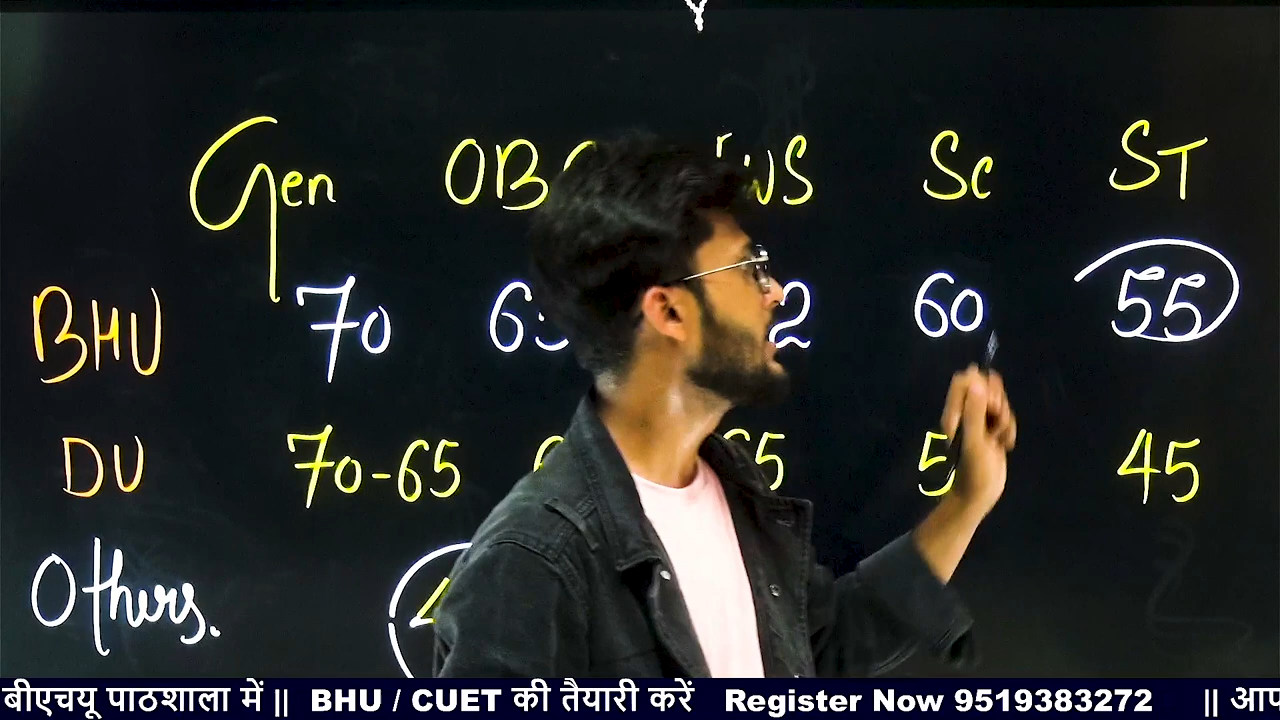 Gen OBC SC ST
BHU 70 60 55
DU 70-65 45
Others.
बीएचयू पाठशाला में || BHU / CUET की तैयारी करें Register Now 9519383272 || आप